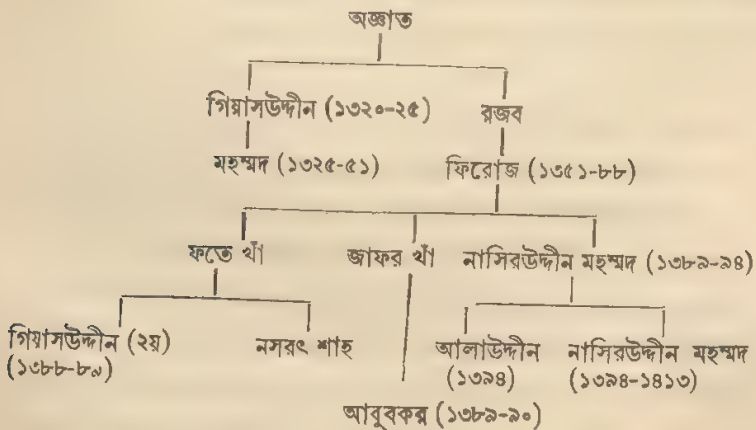 অজ্ঞাত
গিয়াসউদ্দীন (১৩২০-২৫) রজব
মহম্মদ (১৩২৫-৫১) ফিরোজ (১৩৫১-৮৮)
ফতে খাঁ জাফর খাঁ নাসিরউদ্দীন মহম্মদ (১৩৮৯-৯৪)
গিয়াসউদ্দীন (২য়) নসরৎ শাহ আলাউদ্দীন নাসিরউদ্দীন মহম্মদ
(১৩৮৮-৮৯) (১৩৯৪) (১৩৯৪-১৪১৩)
আবুবকর (১৩৮৯-৯০)